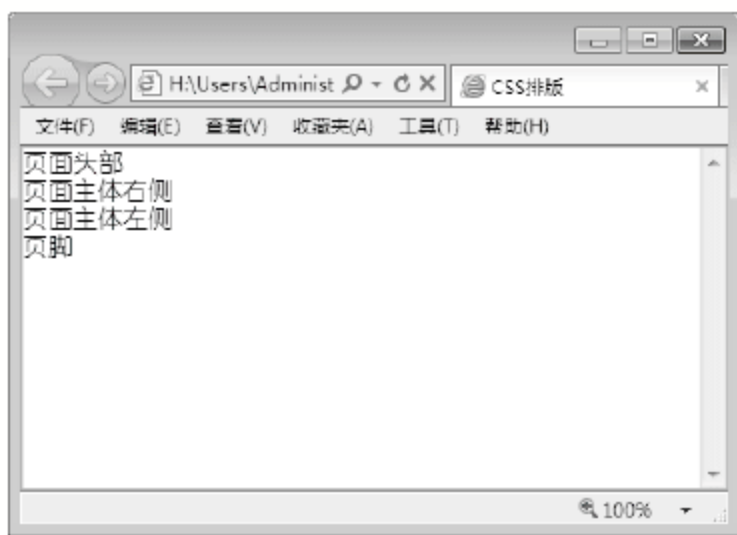 H:\Users\Administ
CSS排版
文件(F) 编辑(E) 查看(V) 收藏夹(A) 工具(T) 帮助(H)
页面头部
页面主体右侧
页面主体左侧
页脚
100%